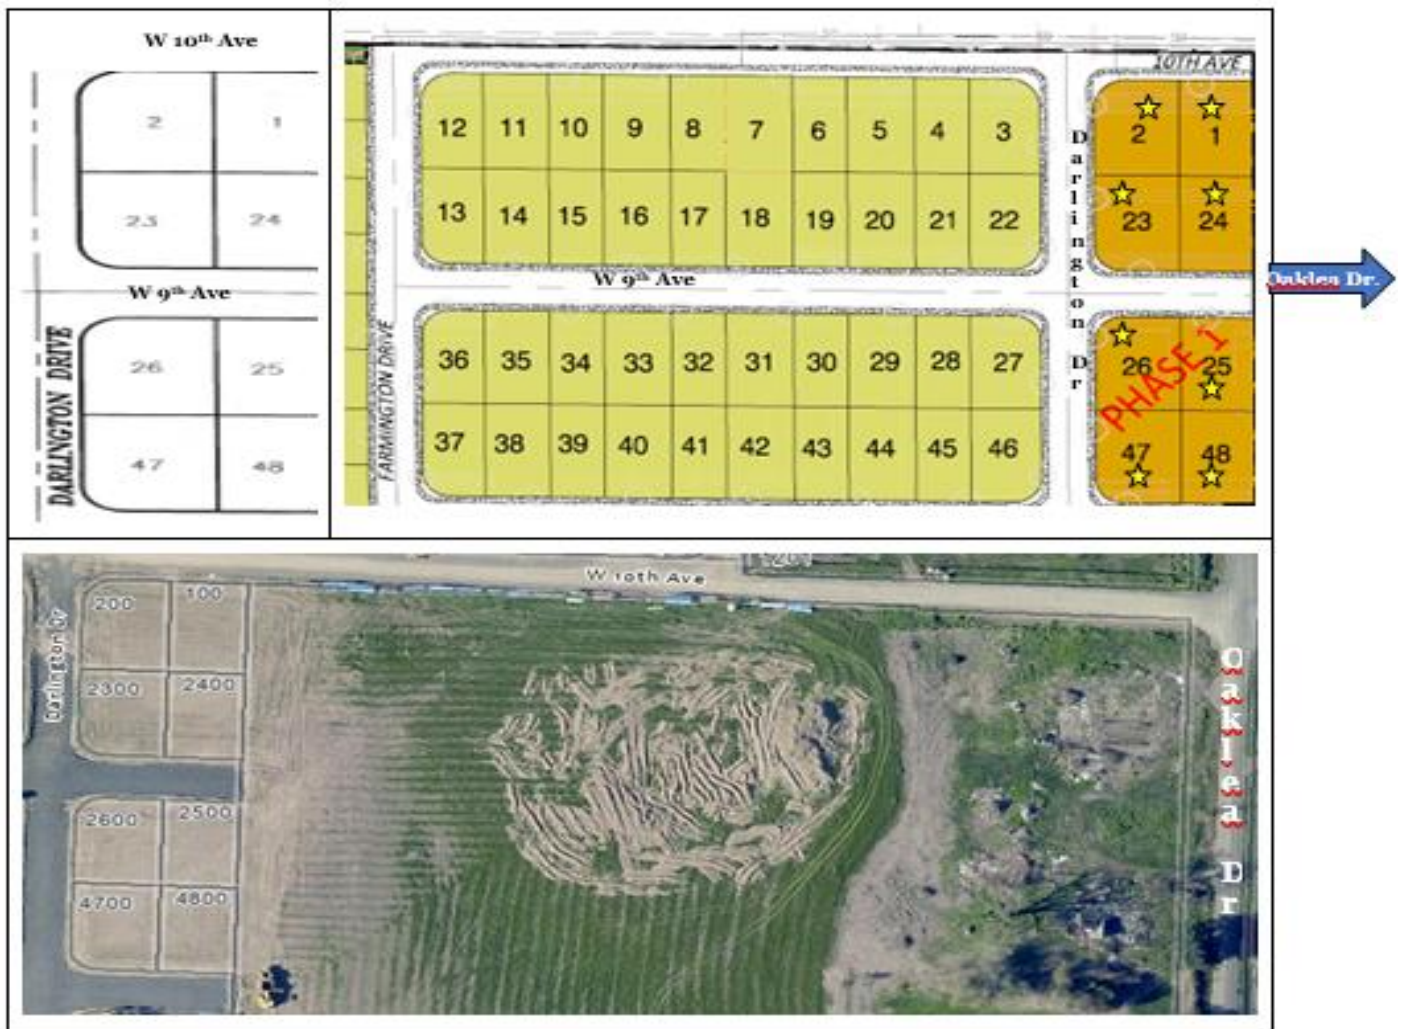 W 10th Ave
2 1
23 24
W 9th Ave
26 25
47 48
DARLINGTON DRIVE
10TH AVE
12 11 10 9 8 7 6 5 4 3
13 14 15 16 17 18 19 20 21 22
2 1
23 24
W 9th Ave
36 35 34 33 32 31 30 29 28 27
37 38 39 40 41 42 43 44 45 46
26 25
47 48
PHASE 1
FARMINGTON DRIVE
Darlington Dr
Oaklea Dr.
W 10th Ave
1201
200 100
2300 2400
2600 2500
4700 4800
Darlington Dr
Oaklea Dr